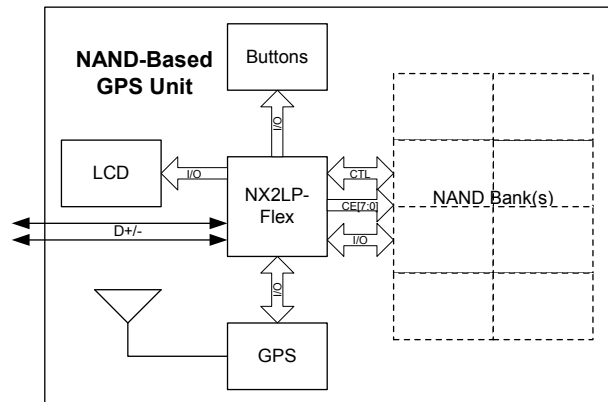 NAND-Based
GPS Unit
Buttons
I/O
LCD
I/O
NX2LP-
Flex
CTL
CE[7:0]
I/O
NAND Bank(s)
D+/-
I/O
GPS